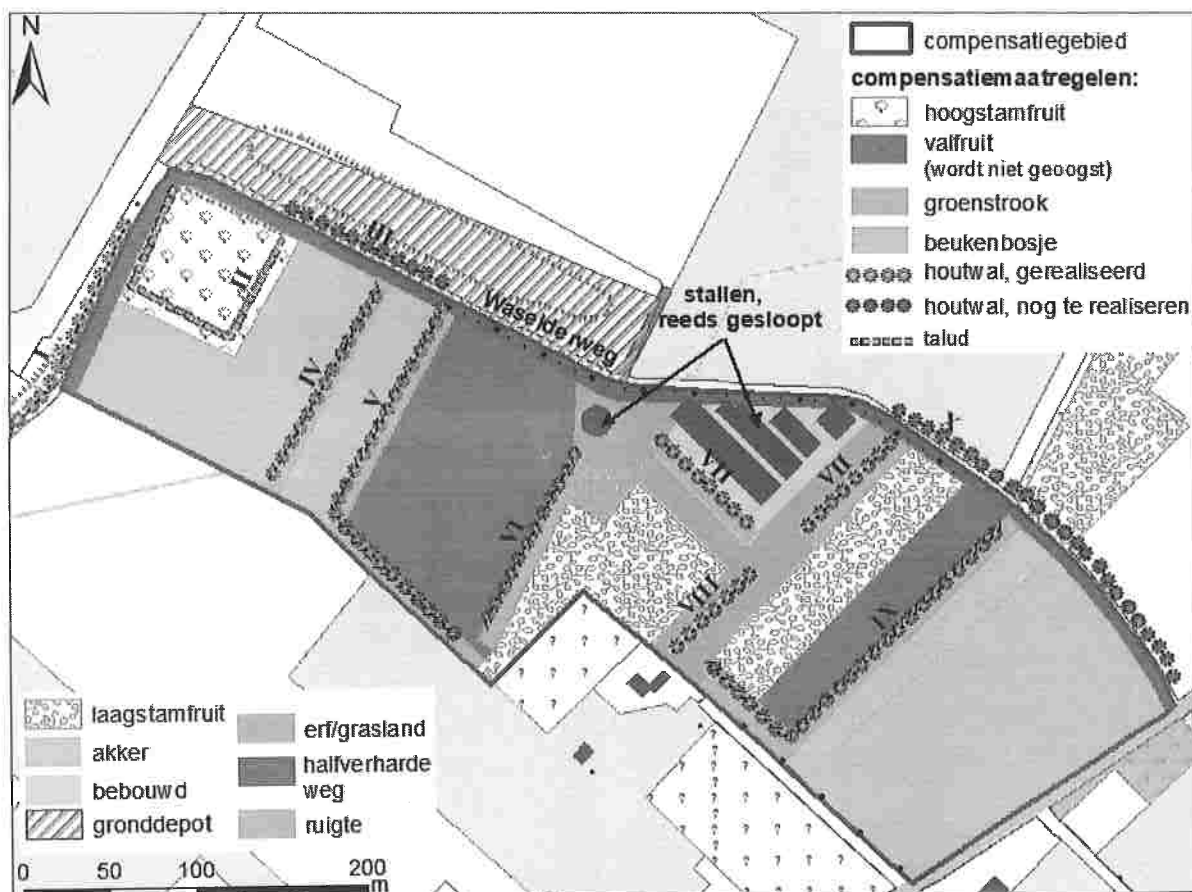 N
compensatiegebied
compensatiemaatregelen:
hoogstamfruit
valfruit
(wordt niet geoogst)
groenstrook
beukenbosje
houtwal, gerealiseerd
houtwal, nog te realiseren
talud
stallen,
reeds gesloopt
Waselderweg
I
II
III
IV
V
VI
VII
VII
VIII
IX
X
laagstamfruit
akker
bebouwd
gronddepot
erf/grasland
halfverharde
weg
ruigte
0 50 100 200
m